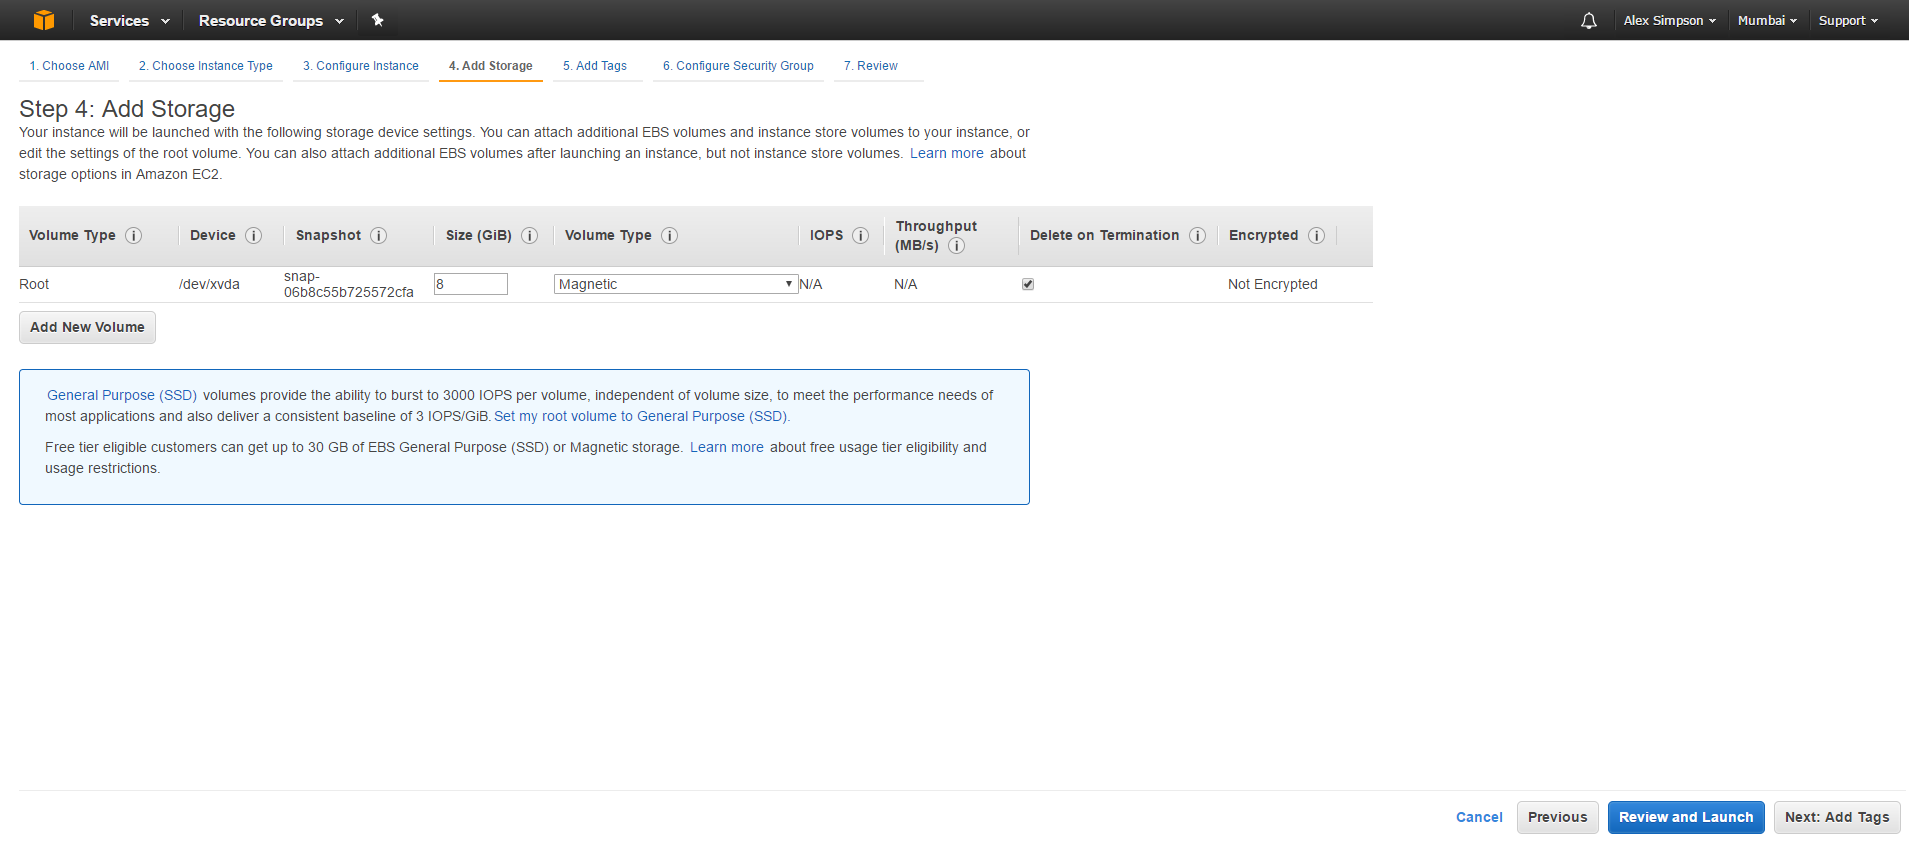 Services Resource Groups Alex Simpson Mumbai Support
1. Choose AMI 2. Choose Instance Type 3. Configure Instance 4. Add Storage 5. Add Tags 6. Configure Security Group 7. Review
Step 4: Add Storage
Your instance will be launched with the following storage device settings. You can attach additional EBS volumes and instance store volumes to your instance, or
edit the settings of the root volume. You can also attach additional EBS volumes after launching an instance, but not instance store volumes. Learn more about
storage options in Amazon EC2.
Volume Type i Device i Snapshot i Size (GiB) i Volume Type i IOPS i Throughput (MB/s) i Delete on Termination i Encrypted i
Root /dev/xvda snap-06b8c55b725572cfa 8 Magnetic N/A N/A Not Encrypted
Add New Volume
General Purpose (SSD) volumes provide the ability to burst to 3000 IOPS per volume, independent of volume size, to meet the performance needs of
most applications and also deliver a consistent baseline of 3 IOPS/GiB. Set my root volume to General Purpose (SSD).
Free tier eligible customers can get up to 30 GB of EBS General Purpose (SSD) or Magnetic storage. Learn more about free usage tier eligibility and
usage restrictions.
Cancel Previous Review and Launch Next: Add Tags